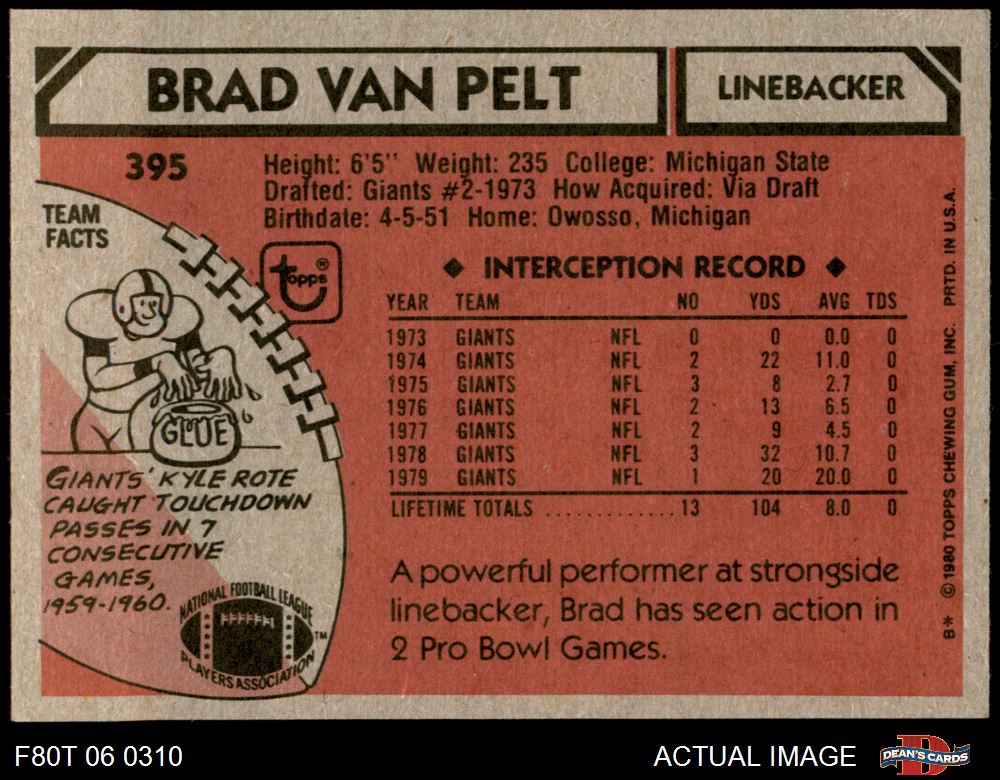 BRAD VAN PELT
LINEBACKER
395
Height: 6'5'' Weight: 235 College: Michigan State
Drafted: Giants #2-1973 How Acquired: Via Draft
Birthdate: 4-5-51 Home: Owosso, Michigan
TEAM
FACTS
topps®
GLUE
GIANTS' KYLE ROTE
CAUGHT TOUCHDOWN
PASSES IN 7
CONSECUTIVE
GAMES,
1959-1960.
NATIONAL FOOTBALL LEAGUE
PLAYERS ASSOCIATION ™
◆ INTERCEPTION RECORD ◆
YEAR TEAM NO YDS AVG TDS
1973 GIANTS NFL 0 0 0.0 0
1974 GIANTS NFL 2 22 11.0 0
1975 GIANTS NFL 3 8 2.7 0
1976 GIANTS NFL 2 13 6.5 0
1977 GIANTS NFL 2 9 4.5 0
1978 GIANTS NFL 3 32 10.7 0
1979 GIANTS NFL 1 20 20.0 0
LIFETIME TOTALS ............. 13 104 8.0 0
A powerful performer at strongside
linebacker, Brad has seen action in
2 Pro Bowl Games.
B* © 1980 TOPPS CHEWING GUM, INC. PRTD. IN U.S.A.
F80T 06 0310
ACTUAL IMAGE
DEAN'S CARDS